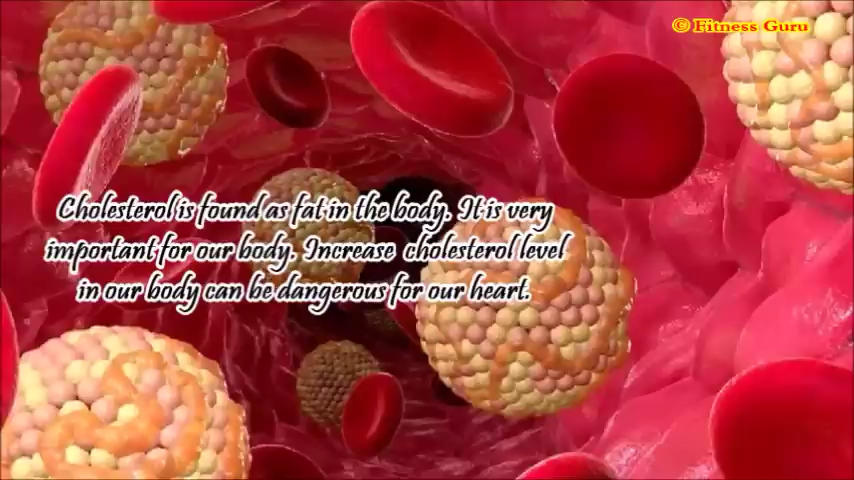 © Fitness Guru
Cholesterol is found as fat in the body. It is very
important for our body. Increase cholesterol level
in our body can be dangerous for our heart.